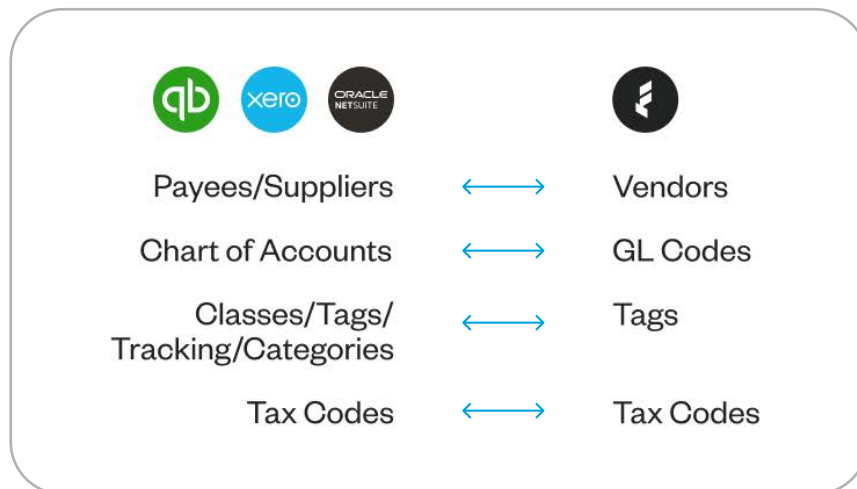 qb xero ORACLE NETSUITE
Payees/Suppliers Vendors
Chart of Accounts GL Codes
Classes/Tags/ Tags
Tracking/Categories
Tax Codes Tax Codes